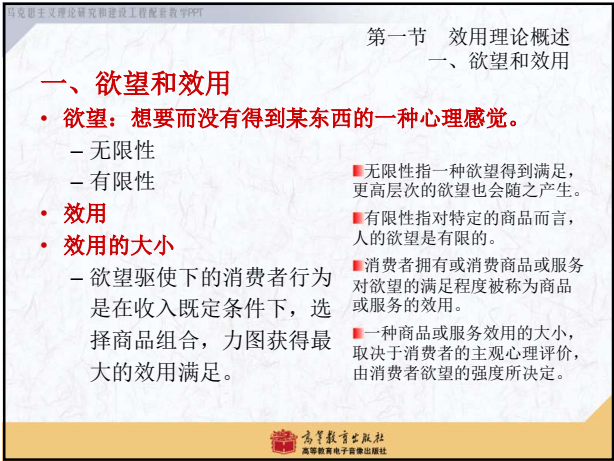 马克思主义理论研究和建设工程配套教学PPT
第一节　效用理论概述
一、欲望和效用
一、欲望和效用
• 欲望：想要而没有得到某东西的一种心理感觉。
– 无限性
– 有限性
• 效用
• 效用的大小
– 欲望驱使下的消费者行为
是在收入既定条件下，选
择商品组合，力图获得最
大的效用满足。
无限性指一种欲望得到满足，
更高层次的欲望也会随之产生。
有限性指对特定的商品而言，
人的欲望是有限的。
消费者拥有或消费商品或服务
对欲望的满足程度被称为商品
或服务的效用。
一种商品或服务效用的大小，
取决于消费者的主观心理评价，
由消费者欲望的强度所决定。
高等教育出版社
高等教育电子音像出版社